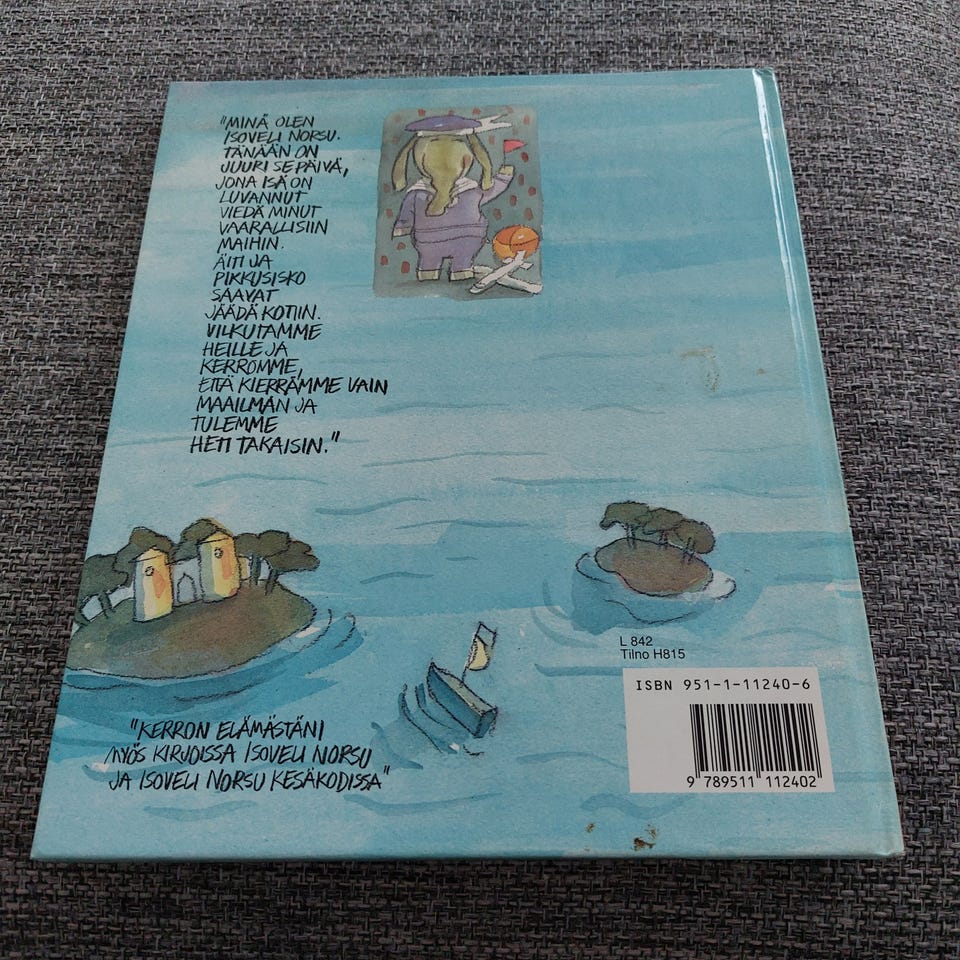 "MINÄ OLEN
ISOVELI NORSU.
TÄNÄÄN ON
JUURI SE PÄIVÄ,
JONA ISÄ ON
LUVANNUT
VIEDÄ MINUT
VAARALLISIIN
MAIHIN.
ÄITI JA
PIKKUSISKO
SAAVAT
JÄÄDÄ KOTIIN.
VILKUTAMME
HEILLE JA
KERROMME,
ETTÄ KIERRÄMME VAIN
MAAILMAN JA
TULEMME
HETI TAKAISIN."
"KERRON ELÄMÄSTÄNI
MYÖS KIRJOISSA ISOVELI NORSU
JA ISOVELI NORSU KESÄKODISSA"
L 842
Tilno H815
ISBN 951-1-11240-6
9 789511 112402